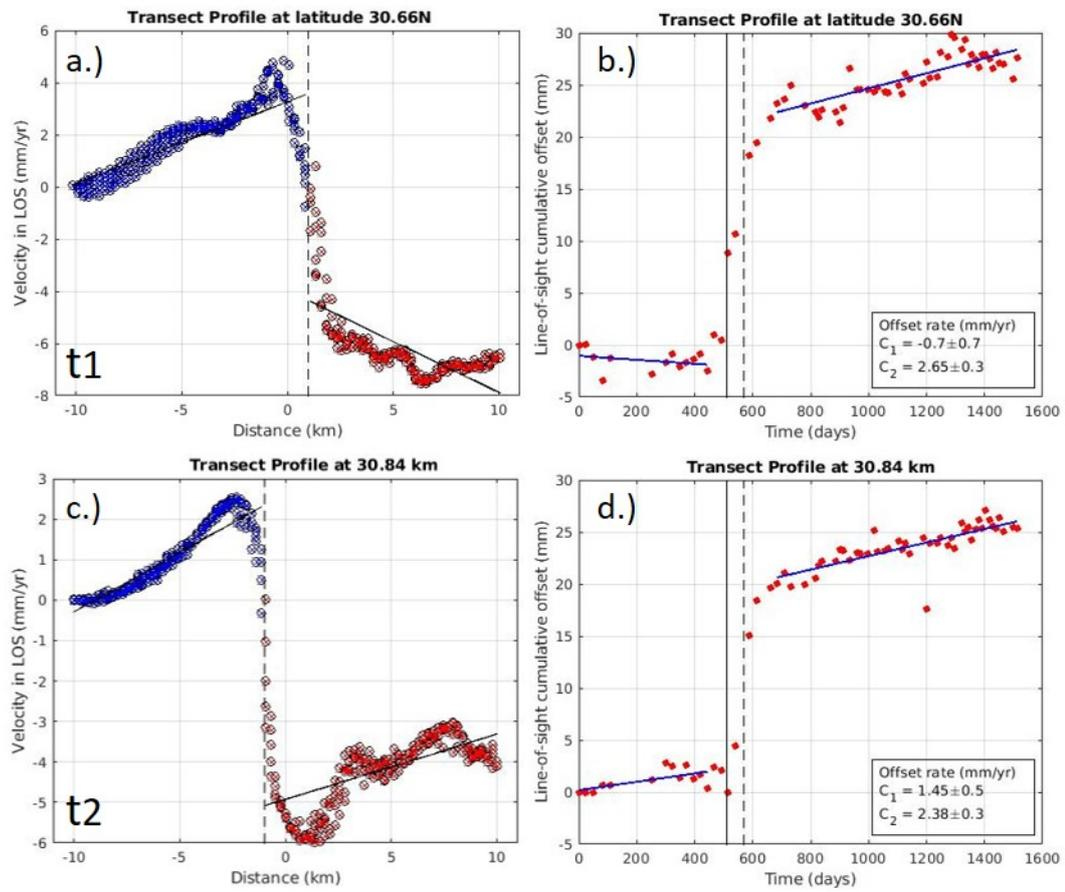 Transect Profile at latitude 30.66N
a.)
6
4
2
0
-2
-4
-6
-8
Velocity in LOS (mm/yr)
t1
-10 -5 0 5 10
Distance (km)
Transect Profile at latitude 30.66N
b.)
30
25
20
15
10
5
0
-5
Line-of-sight cumulative offset (mm)
Offset rate (mm/yr)
C1 = -0.7±0.7
C2 = 2.65±0.3
0 200 400 600 800 1000 1200 1400 1600
Time (days)
Transect Profile at 30.84 km
c.)
3
2
1
0
-1
-2
-3
-4
-5
-6
Velocity in LOS (mm/yr)
t2
-10 -5 0 5 10
Distance (km)
Transect Profile at 30.84 km
d.)
30
25
20
15
10
5
0
-5
Line-of-sight cumulative offset (mm)
Offset rate (mm/yr)
C1 = 1.45±0.5
C2 = 2.38±0.3
0 200 400 600 800 1000 1200 1400 1600
Time (days)